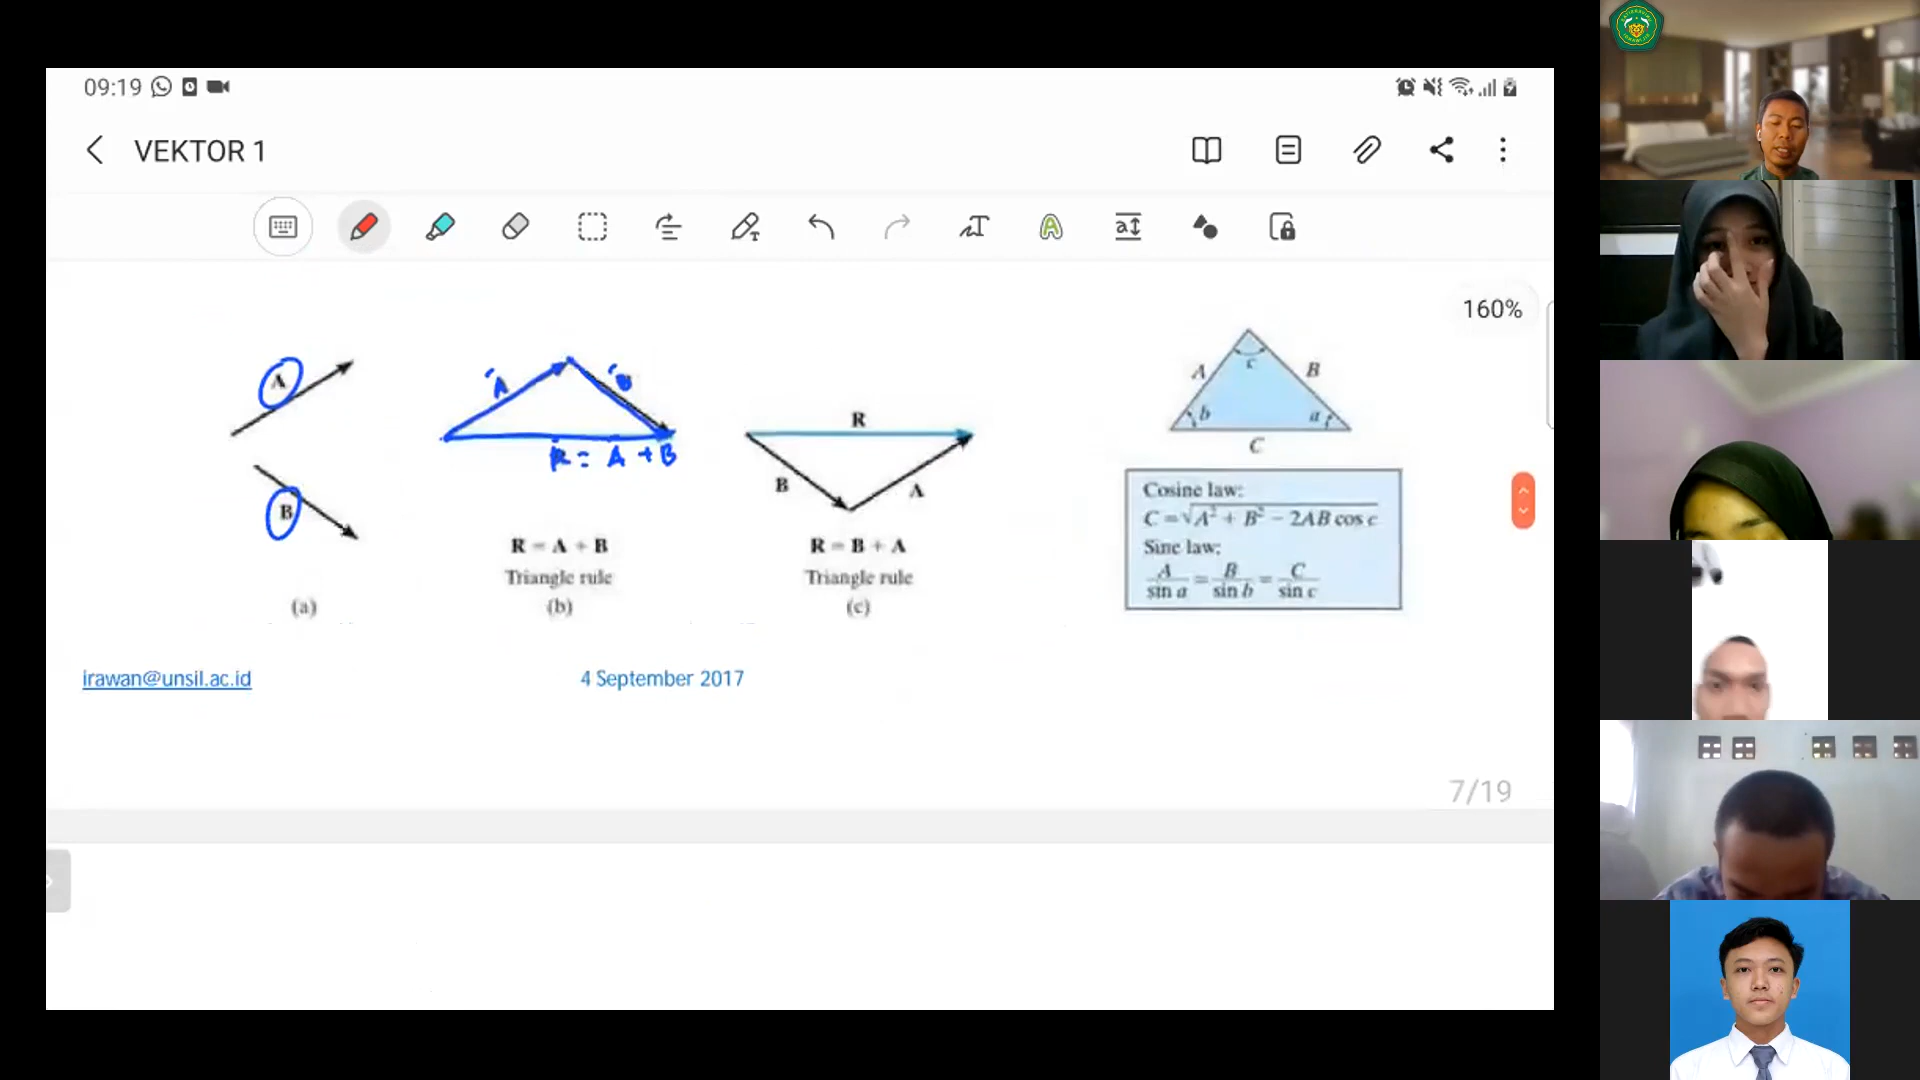 09:19
VEKTOR 1
160%
A
B
(a)
A
B
R = A + B
R = A + B
Triangle rule
(b)
R
B
A
R = B + A
Triangle rule
(c)
A
B
C
c
b
a
Cosine law:
C = √A² + B² − 2AB cos c
Sine law:
A/sin a = B/sin b = C/sin c
irawan@unsil.ac.id
4 September 2017
7/19